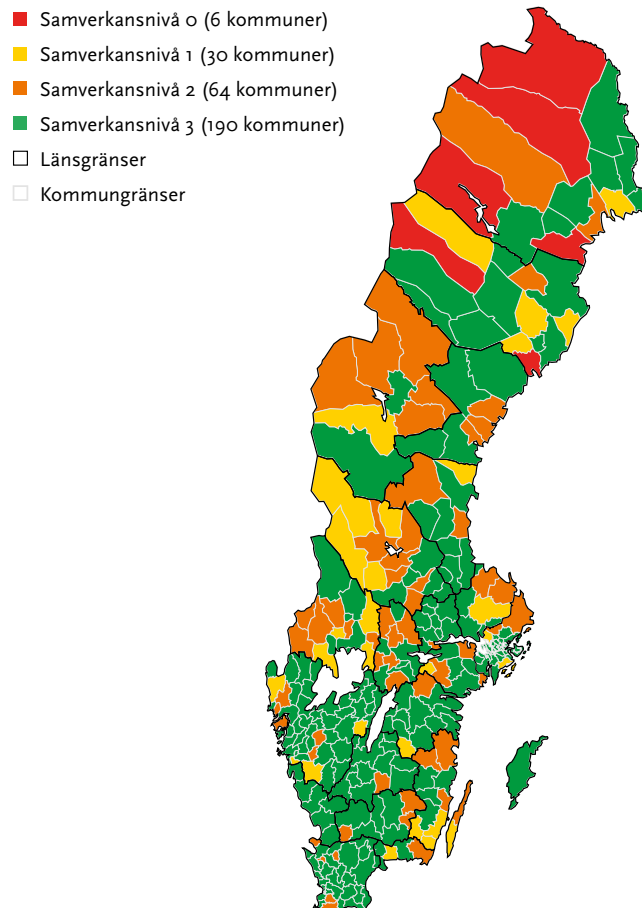 Samverkansnivå 0 (6 kommuner)
Samverkansnivå 1 (30 kommuner)
Samverkansnivå 2 (64 kommuner)
Samverkansnivå 3 (190 kommuner)
Länsgränser
Kommungränser